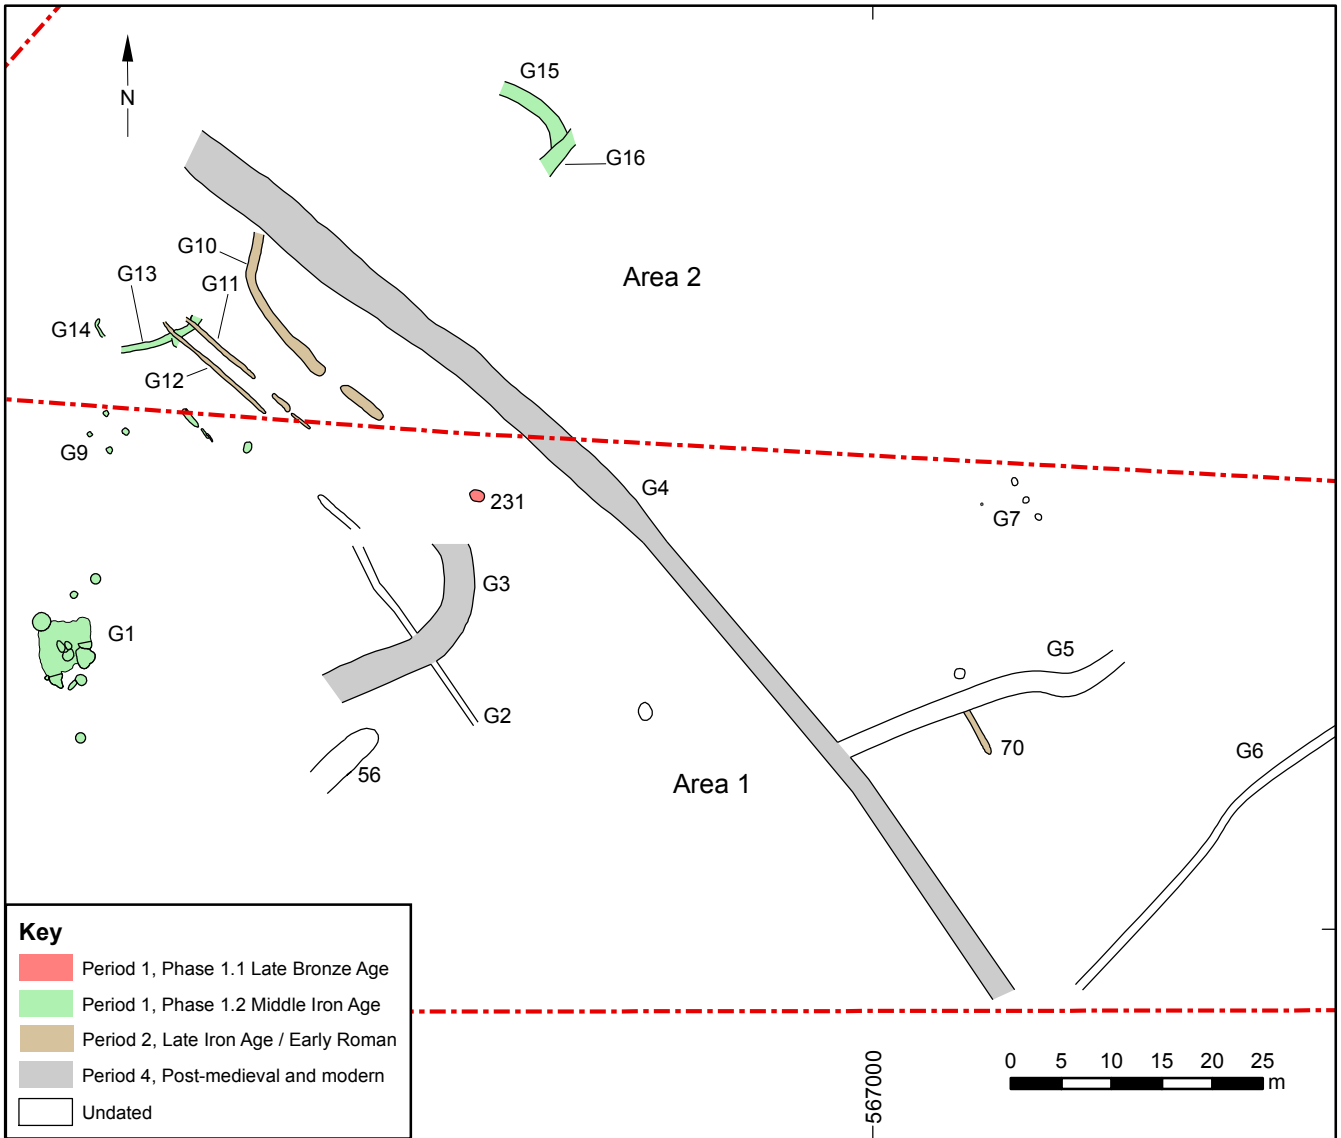 G15
N
G16
G10
Area 2
G13
G11
G14
G12
G9
G4
231
G7
G3
G1
G5
G2
70
G6
56
Area 1
Key
Period 1, Phase 1.1 Late Bronze Age
Period 1, Phase 1.2 Middle Iron Age
Period 2, Late Iron Age / Early Roman
Period 4, Post-medieval and modern
Undated
567000
0 5 10 15 20 25
m